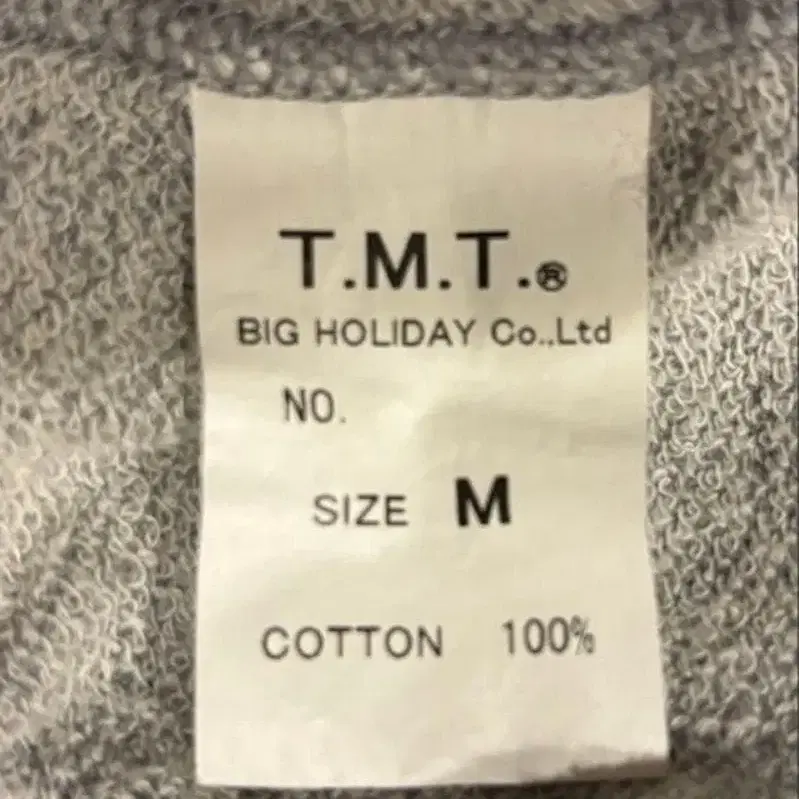 T.M.T.®
BIG HOLIDAY Co.,Ltd
NO.
SIZE M
COTTON 100%